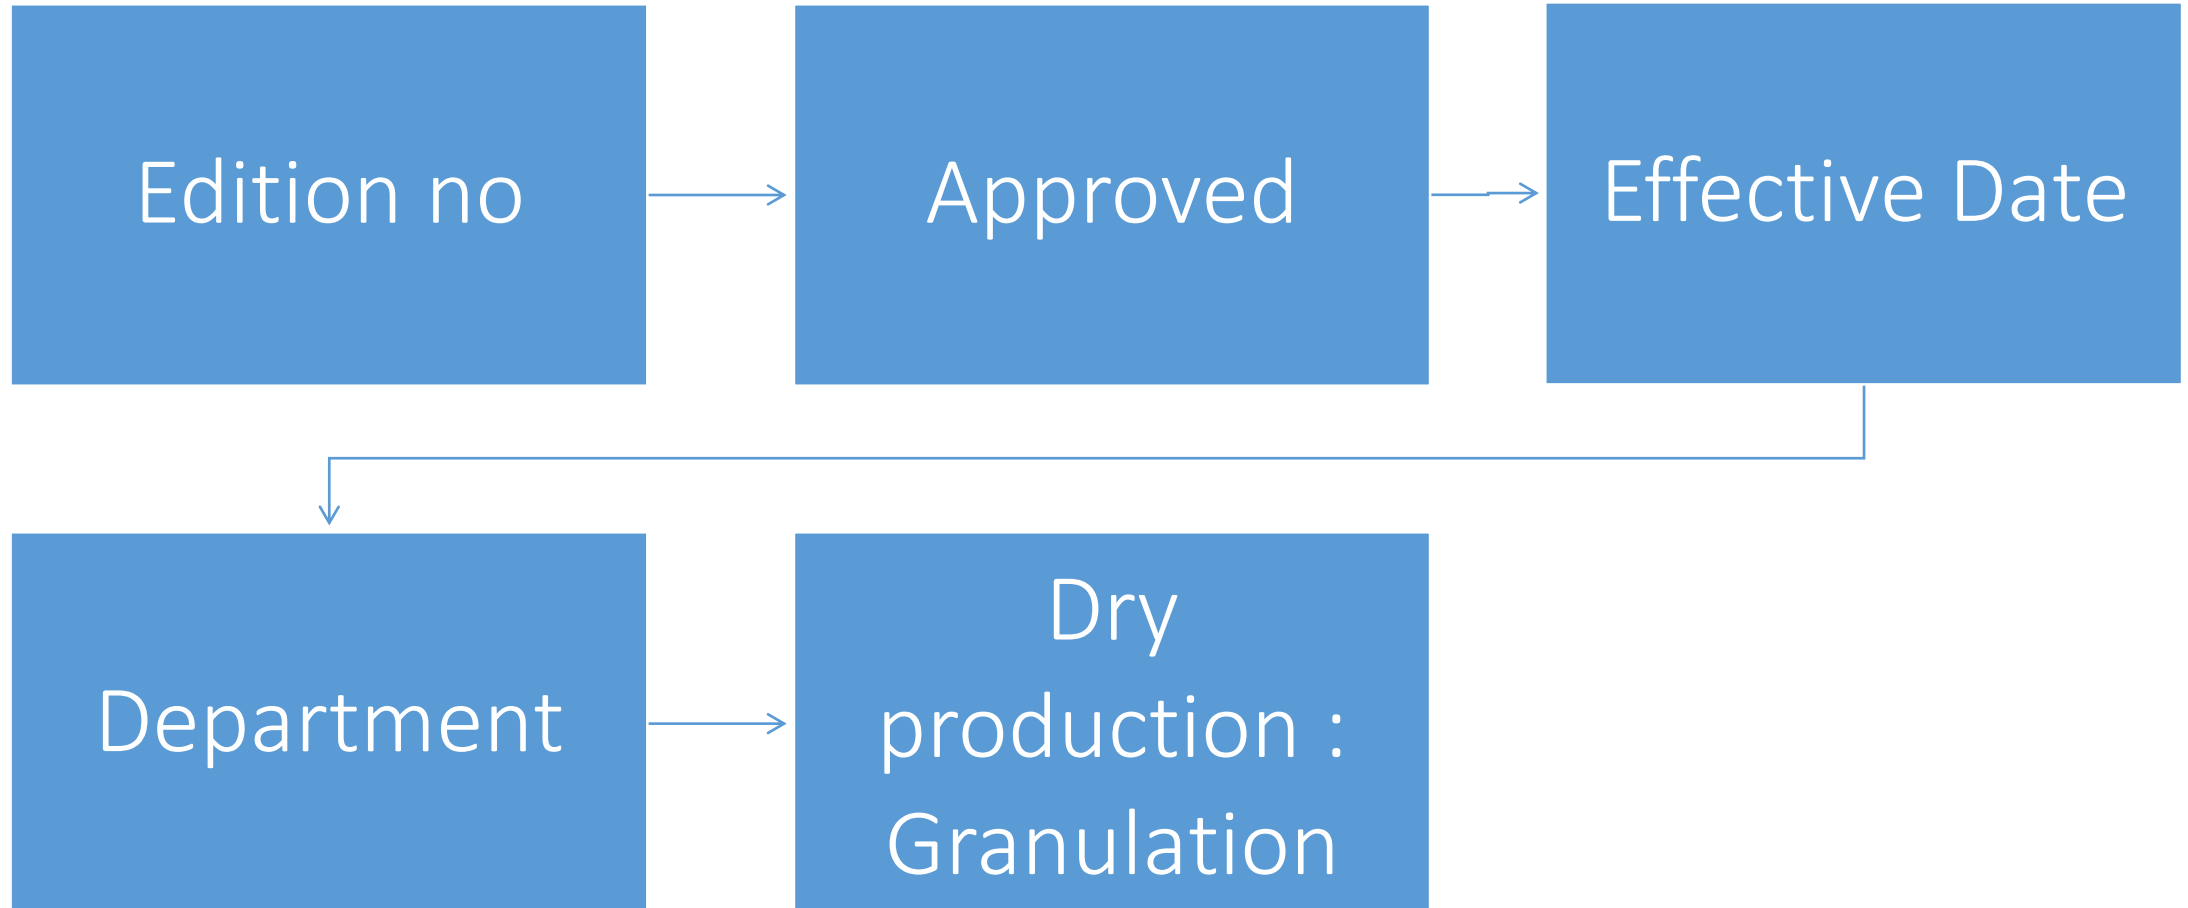 Edition no
Approved
Effective Date
Department
Dry
production :
Granulation